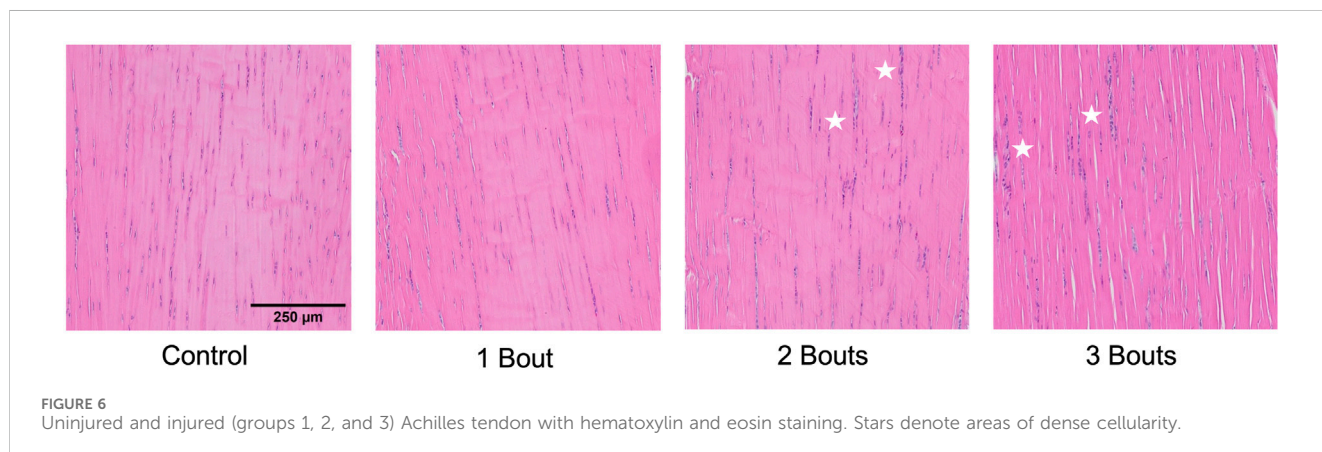 250 µm
Control
1 Bout
2 Bouts
3 Bouts
FIGURE 6
Uninjured and injured (groups 1, 2, and 3) Achilles tendon with hematoxylin and eosin staining. Stars denote areas of dense cellularity.